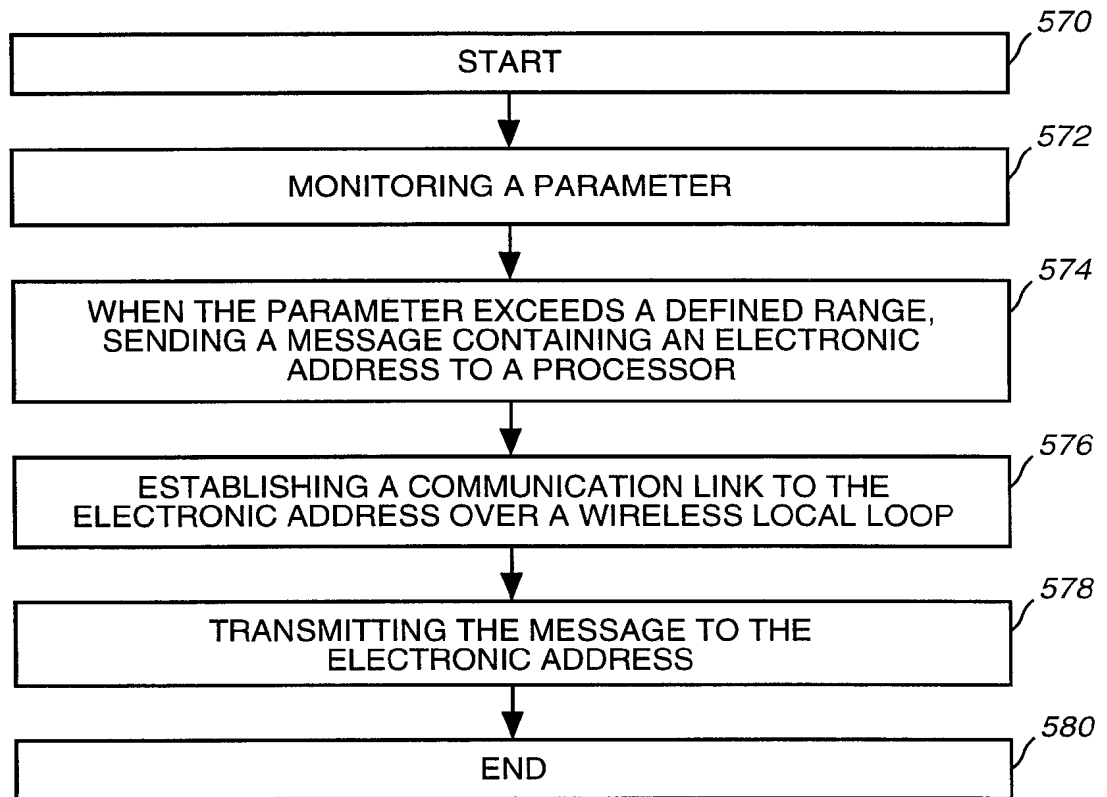 570
START
572
MONITORING A PARAMETER
574
WHEN THE PARAMETER EXCEEDS A DEFINED RANGE,
SENDING A MESSAGE CONTAINING AN ELECTRONIC
ADDRESS TO A PROCESSOR
576
ESTABLISHING A COMMUNICATION LINK TO THE
ELECTRONIC ADDRESS OVER A WIRELESS LOCAL LOOP
578
TRANSMITTING THE MESSAGE TO THE
ELECTRONIC ADDRESS
580
END